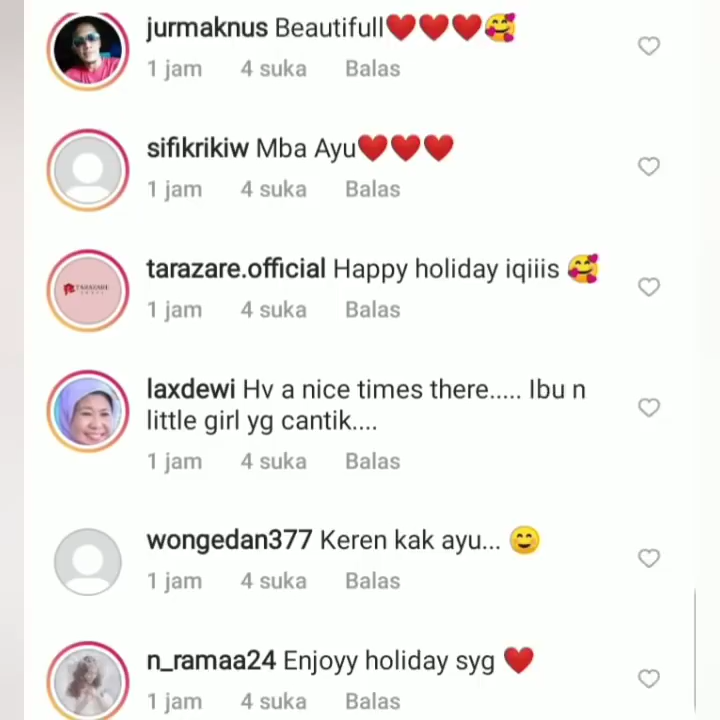 jurmaknus Beautifull❤️❤️❤️🥰
1 jam 4 suka Balas
sifikrikiw Mba Ayu❤️❤️❤️
1 jam 4 suka Balas
TARAZARE
tarazare.official Happy holiday iqiiis 🥰
1 jam 4 suka Balas
laxdewi Hv a nice times there..... Ibu n
little girl yg cantik....
1 jam 4 suka Balas
wongedan377 Keren kak ayu... 😊
1 jam 4 suka Balas
n_ramaa24 Enjoyy holiday syg ❤️
1 jam 4 suka Balas